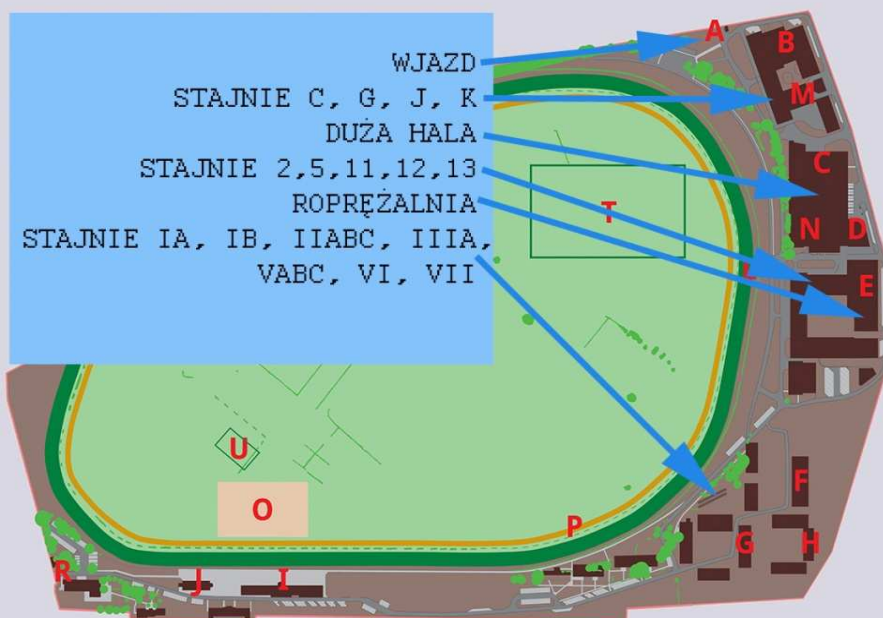 WJAZD
STAJNIE C, G, J, K
DUŻA HALA
STAJNIE 2,5,11,12,13
ROPRĘŻALNIA
STAJNIE IA, IB, IIABC, IIIA,
VABC, VI, VII
A
B
M
C
T
N D
E
U
F
O
P
G H
R J I